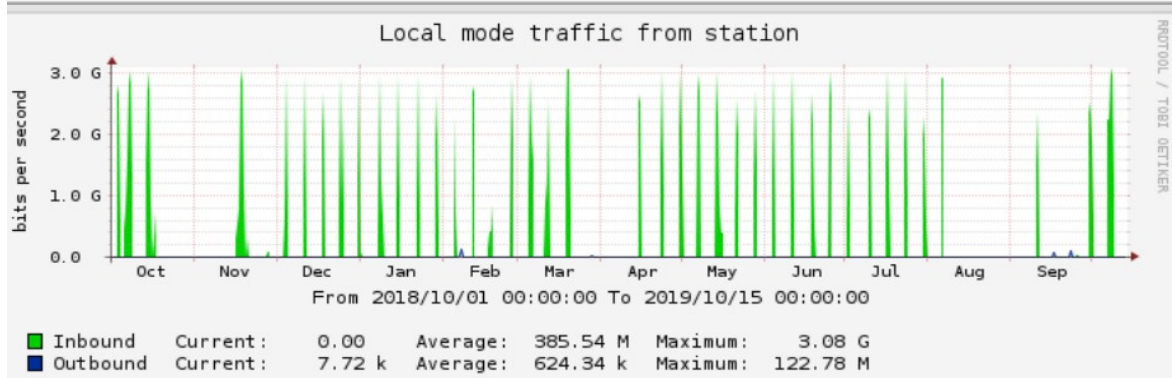 Local mode traffic from station
RRDTOOL / TOBI OETIKER
bits per second
3.0 G
2.0 G
1.0 G
0.0
Oct Nov Dec Jan Feb Mar Apr May Jun Jul Aug Sep
From 2018/10/01 00:00:00 To 2019/10/15 00:00:00
Inbound Current: 0.00 Average: 385.54 M Maximum: 3.08 G
Outbound Current: 7.72 k Average: 624.34 k Maximum: 122.78 M